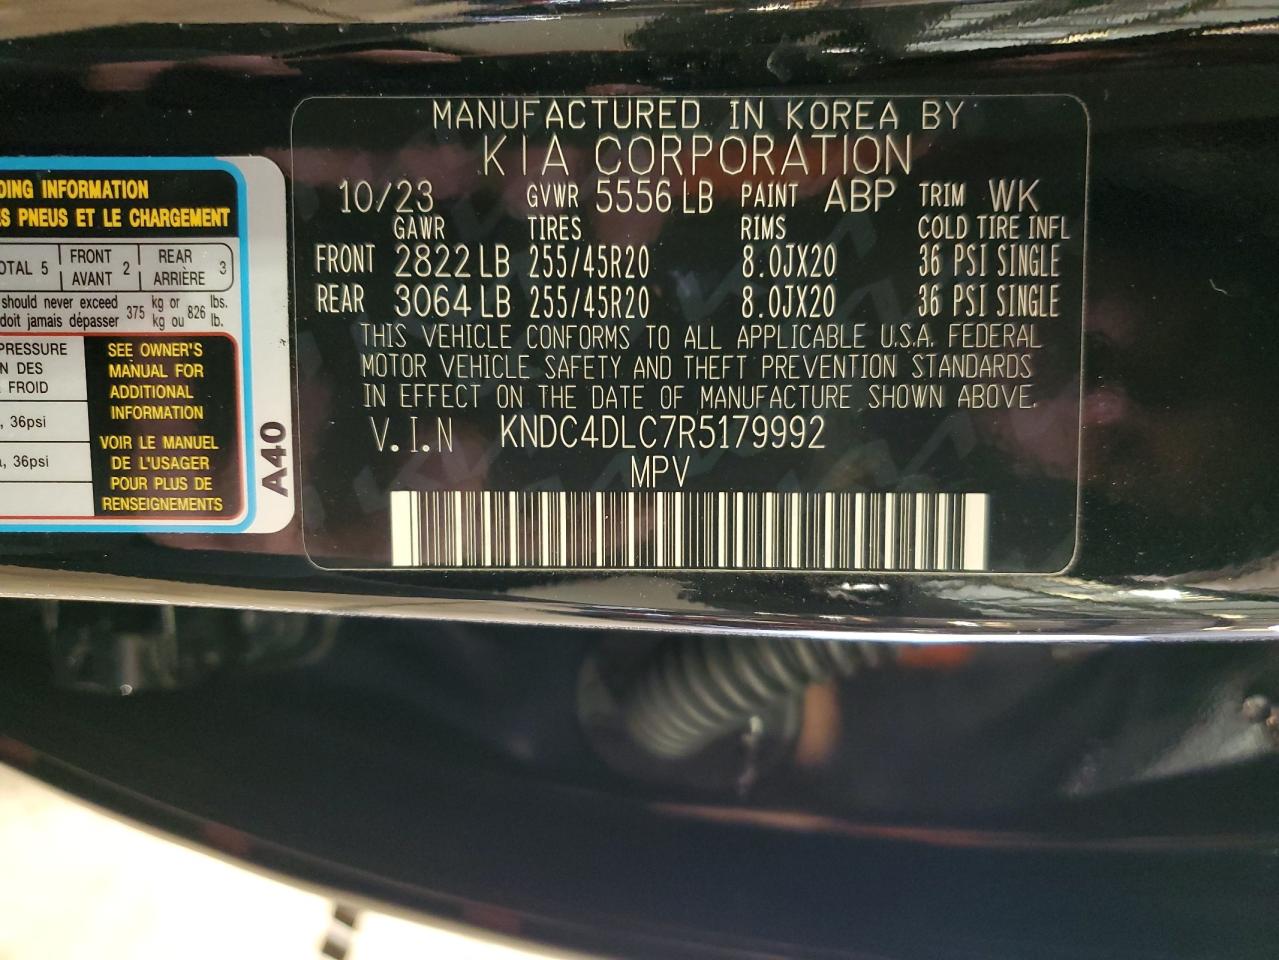 MANUFACTURED IN KOREA BY
KIA CORPORATION
10/23 GVWR 5556 LB PAINT ABP TRIM WK
GAWR TIRES RIMS COLD TIRE INFL
FRONT 2822 LB 255/45R20 8.0JX20 36 PSI SINGLE
REAR 3064 LB 255/45R20 8.0JX20 36 PSI SINGLE
THIS VEHICLE CONFORMS TO ALL APPLICABLE U.S.A. FEDERAL
MOTOR VEHICLE SAFETY AND THEFT PREVENTION STANDARDS
IN EFFECT ON THE DATE OF MANUFACTURE SHOWN ABOVE.
V.I.N KNDC4DLC7R5179992
MPV
INFORMATION
PNEUS ET LE CHARGEMENT
5 FRONT 2 REAR 3
AVANT ARRIÈRE
should never exceed 375 kg or 826 lbs.
doit jamais dépasser kg ou lb.
PRESSURE
DES
FROID
36psi
36psi
SEE OWNER'S
MANUAL FOR
ADDITIONAL
INFORMATION
VOIR LE MANUEL
DE L'USAGER
POUR PLUS DE
RENSEIGNEMENTS
A40